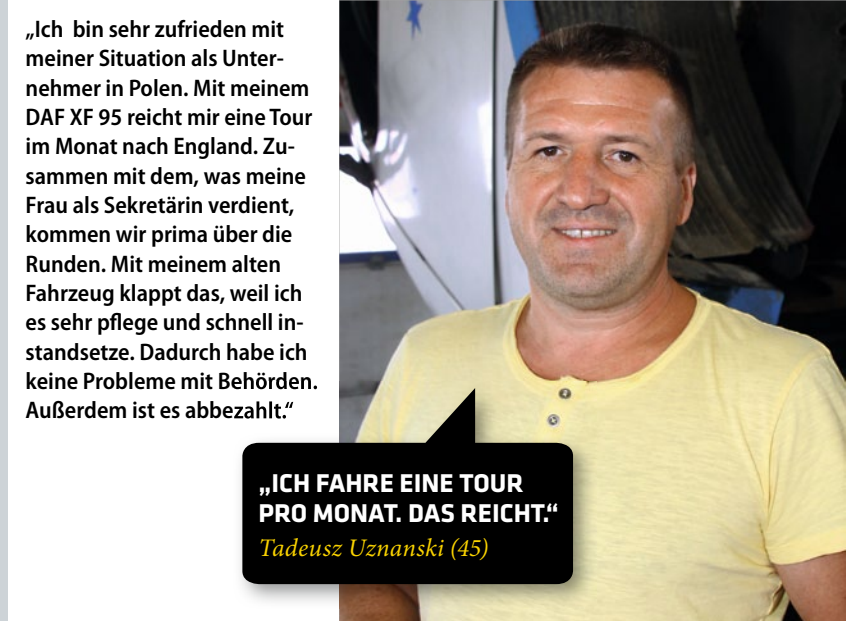 „Ich bin sehr zufrieden mit
meiner Situation als Unter-
nehmer in Polen. Mit meinem
DAF XF 95 reicht mir eine Tour
im Monat nach England. Zu-
sammen mit dem, was meine
Frau als Sekretärin verdient,
kommen wir prima über die
Runden. Mit meinem alten
Fahrzeug klappt das, weil ich
es sehr pflege und schnell in-
standsetze. Dadurch habe ich
keine Probleme mit Behörden.
Außerdem ist es abbezahlt.“
„ICH FAHRE EINE TOUR
PRO MONAT. DAS REICHT.“
Tadeusz Uznanski (45)